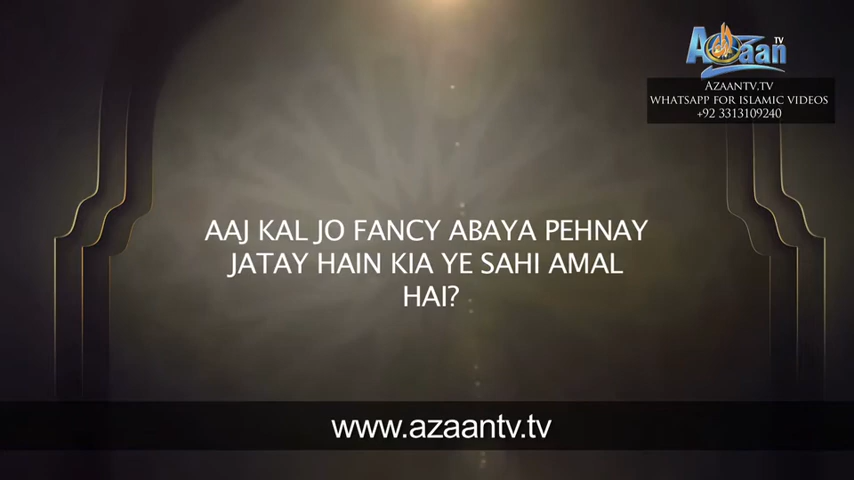 Azaan TV
AZAANTV.TV
WHATSAPP FOR ISLAMIC VIDEOS
+92 3313109240
AAJ KAL JO FANCY ABAYA PEHNAY
JATAY HAIN KIA YE SAHI AMAL
HAI?
www.azaantv.tv